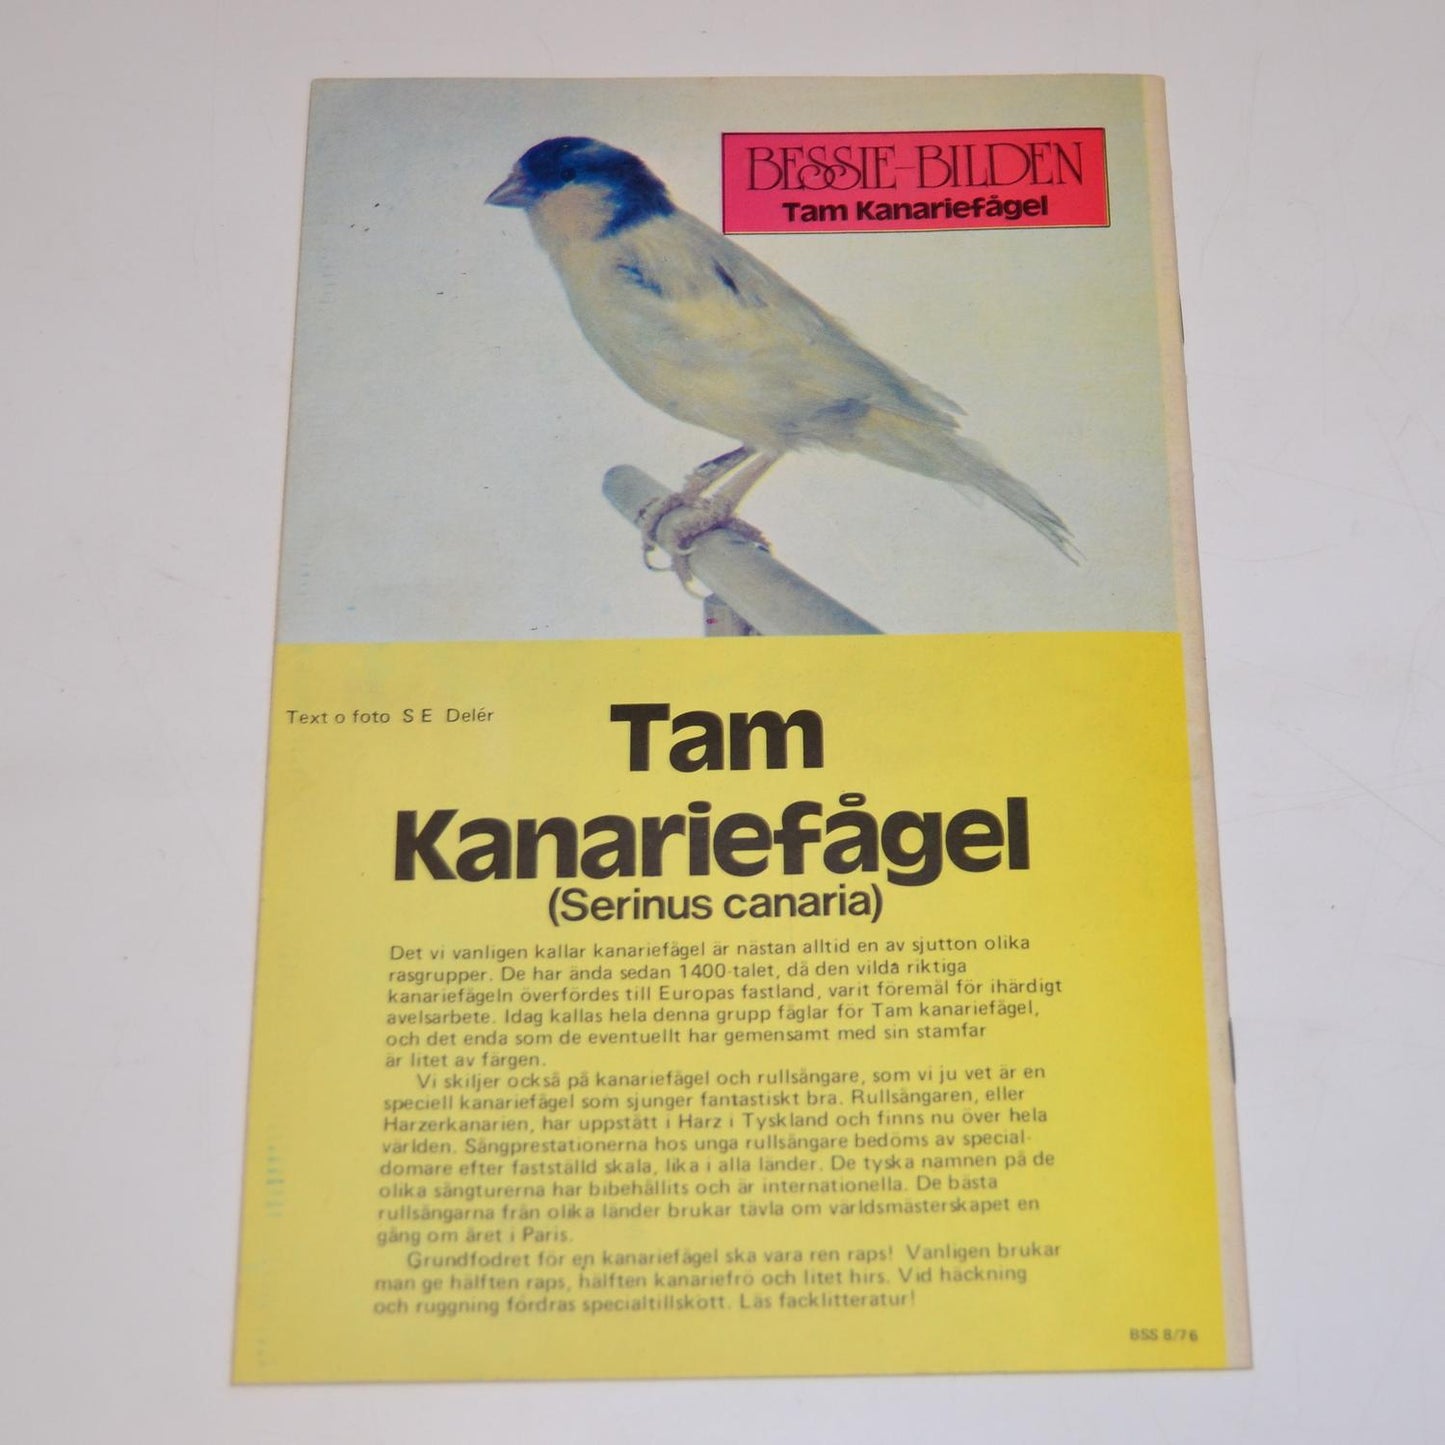 BESSIE-BILDEN
Tam Kanariefågel
Text o foto S E Delér
Tam
Kanariefågel
(Serinus canaria)
Det vi vanligen kallar kanariefågel är nästan alltid en av sjutton olika
rasgrupper. De har ända sedan 1400-talet, då den vilda riktiga
kanariefågeln överfördes till Europas fastland, varit föremål för ihärdigt
avelsarbete. Idag kallas hela denna grupp fåglar för Tam kanariefågel,
och det enda som de eventuellt har gemensamt med sin stamfar
är litet av färgen.
Vi skiljer också på kanariefågel och rullsångare, som vi ju vet är en
speciell kanariefågel som sjunger fantastiskt bra. Rullsångaren, eller
Harzerkanarien, har uppstått i Harz i Tyskland och finns nu över hela
världen. Sångprestationerna hos unga rullsångare bedöms av special-
domare efter fastställd skala, lika i alla länder. De tyska namnen på de
olika sångturerna har bibehållits och är internationella. De bästa
rullsångarna från olika länder brukar tävla om världsmästerskapet en
gång om året i Paris.
Grundfodret för en kanariefågel ska vara ren raps! Vanligen brukar
man ge hälften raps, hälften kanariefrö och litet hirs. Vid häckning
och ruggning fordras specialtillskott. Läs facklitteratur!
BSS 8/76